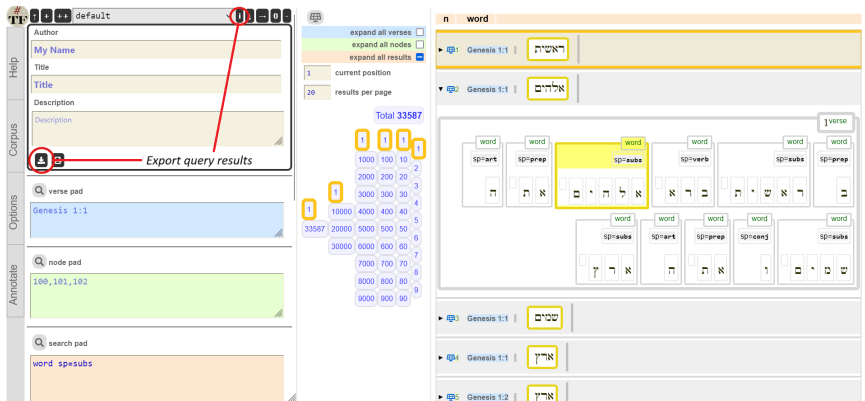 #
TF
↑ + ++ default i → 0 -
Author
My Name
Title
Title
Description
Description
Export query results
verse pad
Genesis 1:1
node pad
100,101,102
search pad
word sp=subs
Help
Corpus
Options
Annotate
expand all verses
expand all nodes
expand all results
1 current position
20 results per page
Total 33587
1 1 1 1
1000 100 10 2
2000 200 20 3
1 3000 300 30 4
1 10000 4000 400 40 5
33587 20000 5000 500 50 6
30000 6000 600 60 7
7000 700 70 8
8000 800 80 9
9000 900 90
n word
1 Genesis 1:1 | ראשית
2 Genesis 1:1 | אלהים
1 verse
word word word word word word
sp=art sp=prep sp=subs sp=verb sp=subs sp=prep
ב ר א ש י ת ב ר א א ל ה י ם א ת ה
word word word word word
sp=subs sp=art sp=prep sp=conj sp=subs
ש מ י ם ו א ת ה א ר ץ
3 Genesis 1:1 | שמים
4 Genesis 1:1 | ארץ
5 Genesis 1:2 | ארץ